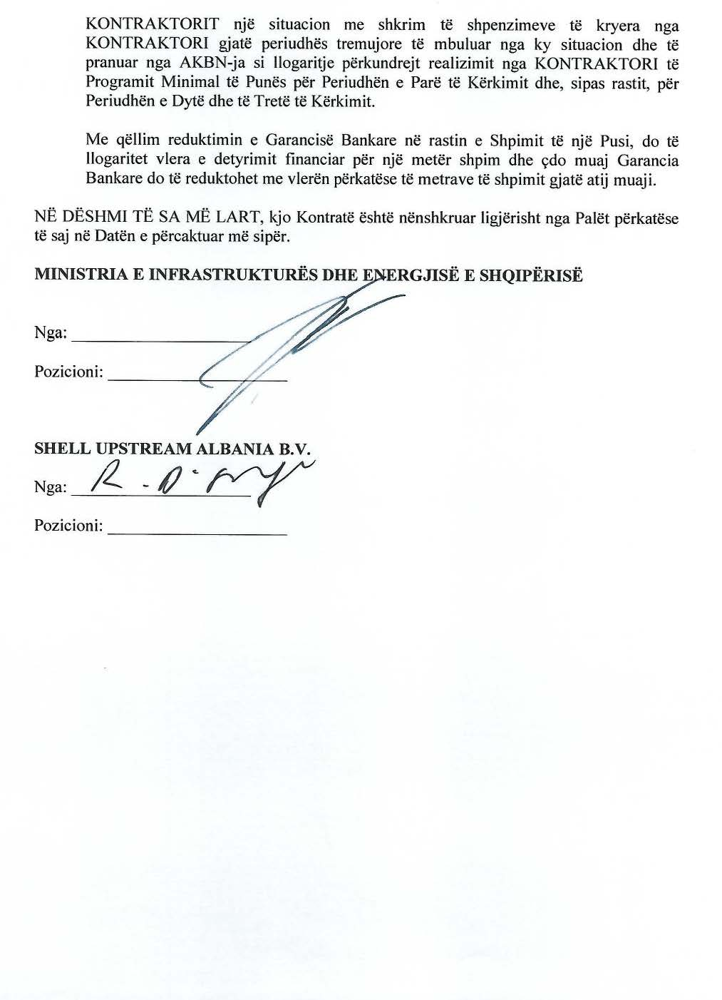 KONTRAKTORIT një situacion me shkrim të shpenzimeve të kryera nga
KONTRAKTORI gjatë periudhës tremujore të mbuluar nga ky situacion dhe të
pranuar nga AKBN-ja si llogaritje përkundrejt realizimit nga KONTRAKTORI të
Programit Minimal të Punës për Periudhën e Parë të Kërkimit dhe, sipas rastit, për
Periudhën e Dytë dhe të Tretë të Kërkimit.
Me qëllim reduktimin e Garancisë Bankare në rastin e Shpimit të një Pusi, do të
llogaritet vlera e detyrimit financiar për një metër shpim dhe çdo muaj Garancia
Bankare do të reduktohet me vlerën përkatëse të metrave të shpimit gjatë atij muaji.
NË DËSHMI TË SA MË LART, kjo Kontratë është nënshkruar ligjërisht nga Palët përkatëse
të saj në Datën e përcaktuar më sipër.
MINISTRIA E INFRASTRUKTURËS DHE ENERGJISË E SHQIPËRISË
Nga:
Pozicioni:
SHELL UPSTREAM ALBANIA B.V.
Nga:
Pozicioni: